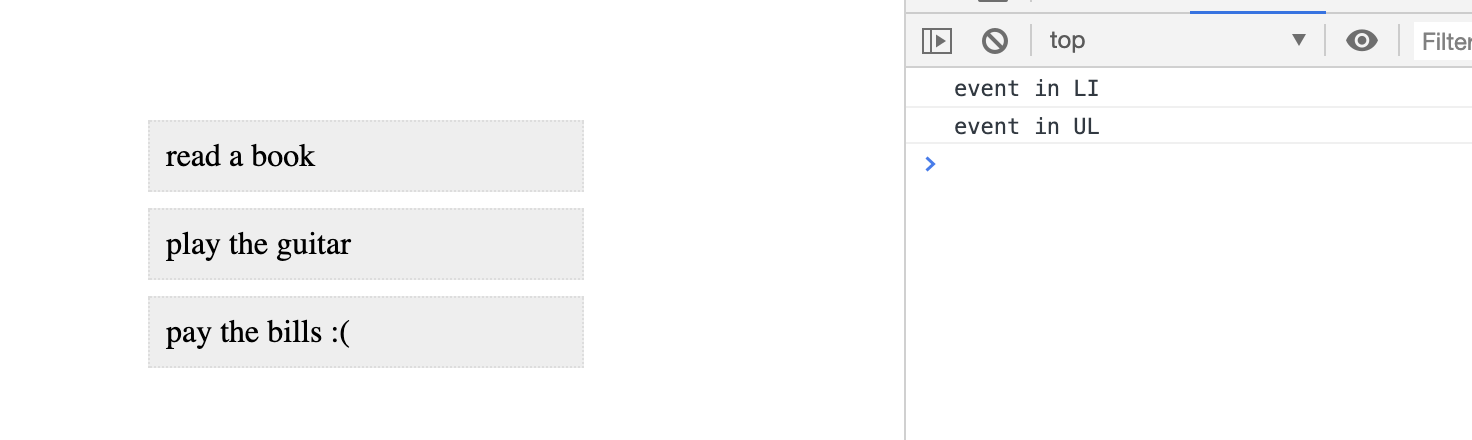 read a book
play the guitar
pay the bills :(
top
Filter
event in LI
event in UL